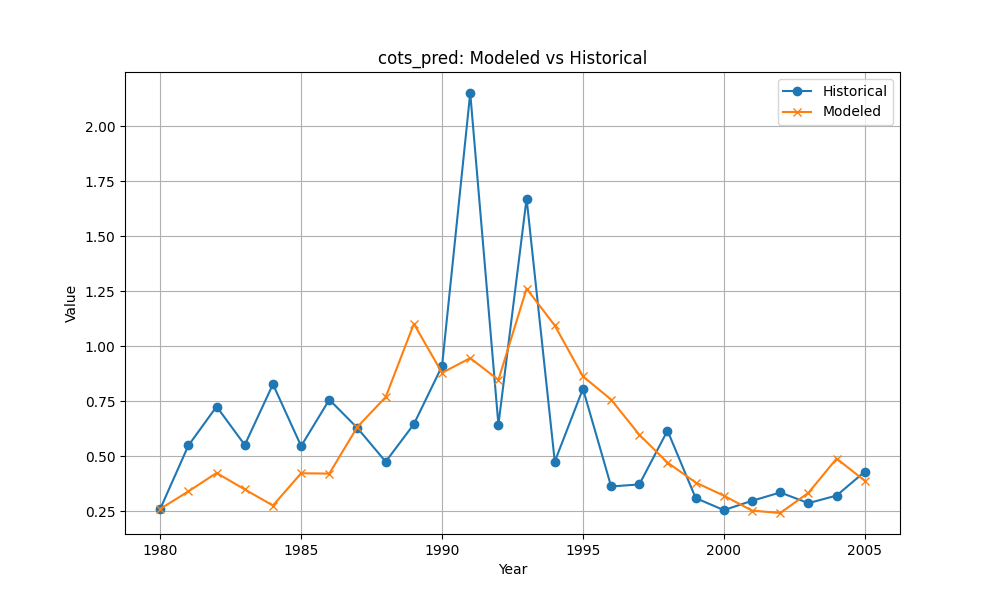 cots_pred: Modeled vs Historical
Historical
Modeled
Value
2.00
1.75
1.50
1.25
1.00
0.75
0.50
0.25
1980 1985 1990 1995 2000 2005
Year